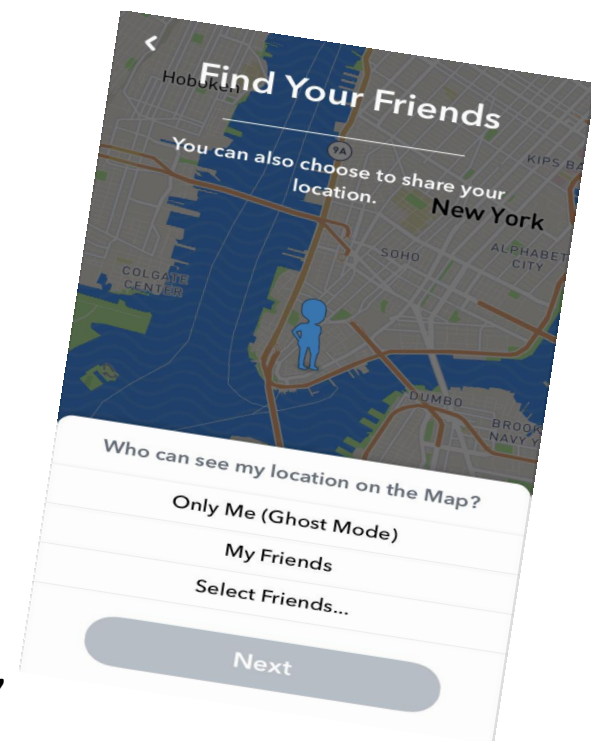 Find Your Friends
Hoboken
9A
KIPS BA
You can also choose to share your
location.
New York
SOHO
ALPHABET
CITY
COLGATE
CENTER
DUMBO
BROOK
NAVY Y
Who can see my location on the Map?
Only Me (Ghost Mode)
My Friends
Select Friends...
Next
,